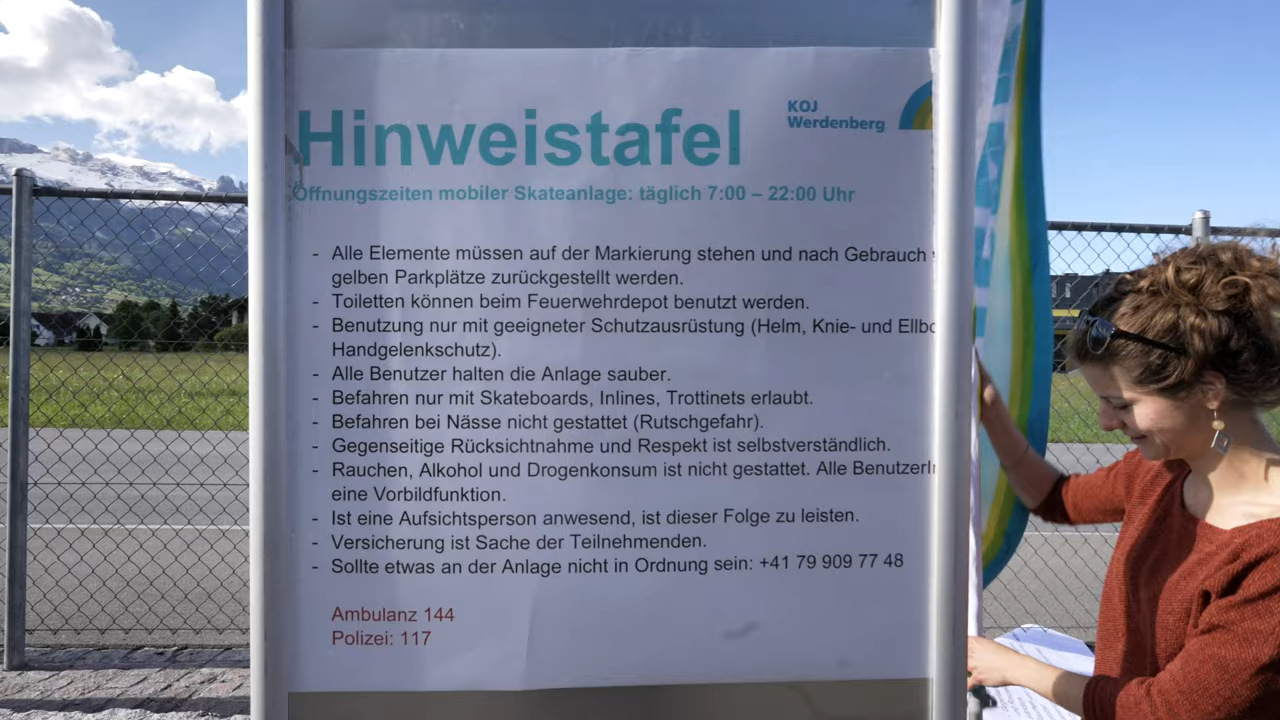 KOJ
Werdenberg
Hinweistafel
Öffnungszeiten mobiler Skateanlage: täglich 7:00 – 22:00 Uhr
- Alle Elemente müssen auf der Markierung stehen und nach Gebrauch
gelben Parkplätze zurückgestellt werden.
- Toiletten können beim Feuerwehrdepot benutzt werden.
- Benutzung nur mit geeigneter Schutzausrüstung (Helm, Knie- und Ellbo
Handgelenkschutz).
- Alle Benutzer halten die Anlage sauber.
- Befahren nur mit Skateboards, Inlines, Trottinets erlaubt.
- Befahren bei Nässe nicht gestattet (Rutschgefahr).
- Gegenseitige Rücksichtnahme und Respekt ist selbstverständlich.
- Rauchen, Alkohol und Drogenkonsum ist nicht gestattet. Alle BenutzerI
eine Vorbildfunktion.
- Ist eine Aufsichtsperson anwesend, ist dieser Folge zu leisten.
- Versicherung ist Sache der Teilnehmenden.
- Sollte etwas an der Anlage nicht in Ordnung sein: +41 79 909 77 48
Ambulanz 144
Polizei: 117